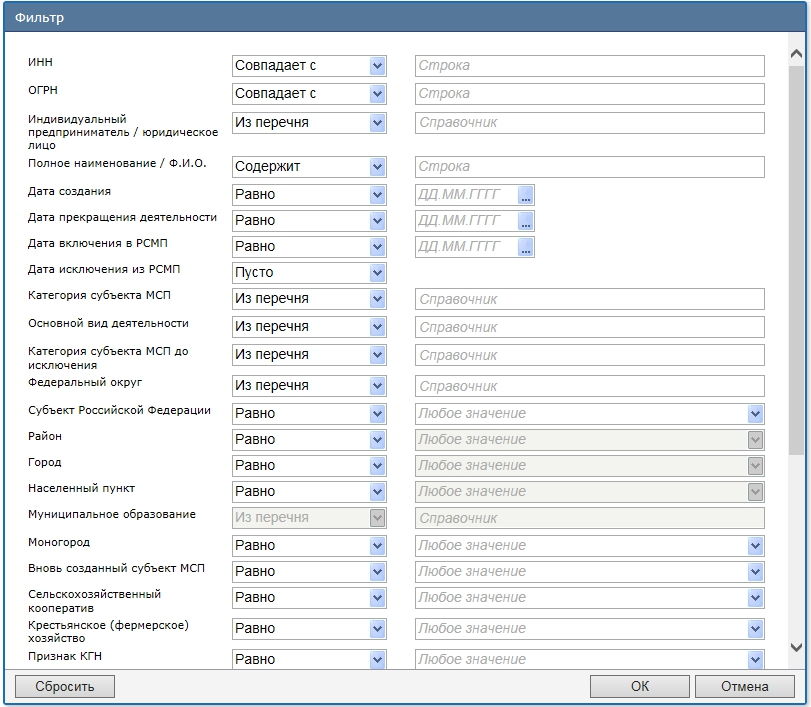 Фильтр
ИНН Совпадает с Строка
ОГРН Совпадает с Строка
Индивидуальный
предприниматель / юридическое
лицо
Из перечня Справочник
Полное наименование / Ф.И.О. Содержит Строка
Дата создания Равно ДД.ММ.ГГГГ ...
Дата прекращения деятельности Равно ДД.ММ.ГГГГ ...
Дата включения в РСМП Равно ДД.ММ.ГГГГ ...
Дата исключения из РСМП Пусто
Категория субъекта МСП Из перечня Справочник
Основной вид деятельности Из перечня Справочник
Категория субъекта МСП до
исключения
Из перечня Справочник
Федеральный округ Из перечня Справочник
Субъект Российской Федерации Равно Любое значение
Район Равно Любое значение
Город Равно Любое значение
Населенный пункт Равно Любое значение
Муниципальное образование Из перечня Справочник
Моногород Равно Любое значение
Вновь созданный субъект МСП Равно Любое значение
Сельскохозяйственный
кооператив
Равно Любое значение
Крестьянское (фермерское)
хозяйство
Равно Любое значение
Признак КГН Равно Любое значение
Сбросить ОК Отмена